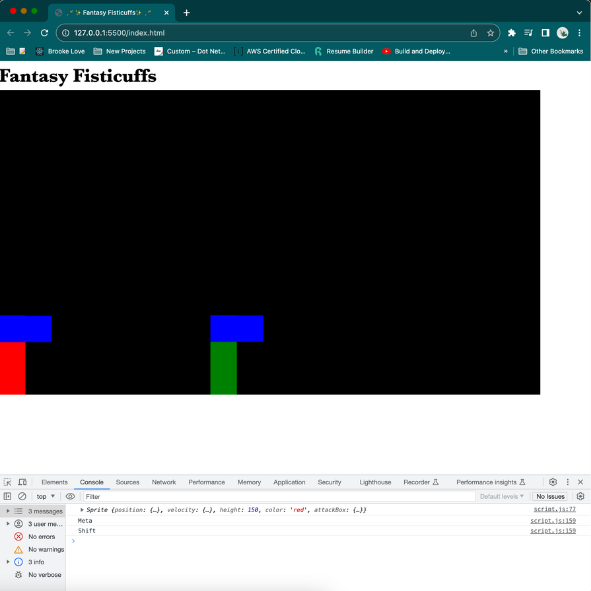 ✨ Fantasy Fisticuffs✨
127.0.0.1:5500/index.html
Brooke Love New Projects Custom – Dot Net... AWS Certified Clo... Resume Builder Build and Deploy... » Other Bookmarks
Fantasy Fisticuffs
Elements Console Sources Network Performance Memory Application Security Lighthouse Recorder Performance insights
top Filter Default levels No Issues
3 messages
3 user me...
No errors
No warnings
3 info
No verbose
Sprite {position: {…}, velocity: {…}, height: 150, color: 'red', attackBox: {…}} script.js:77
Meta script.js:159
Shift script.js:159